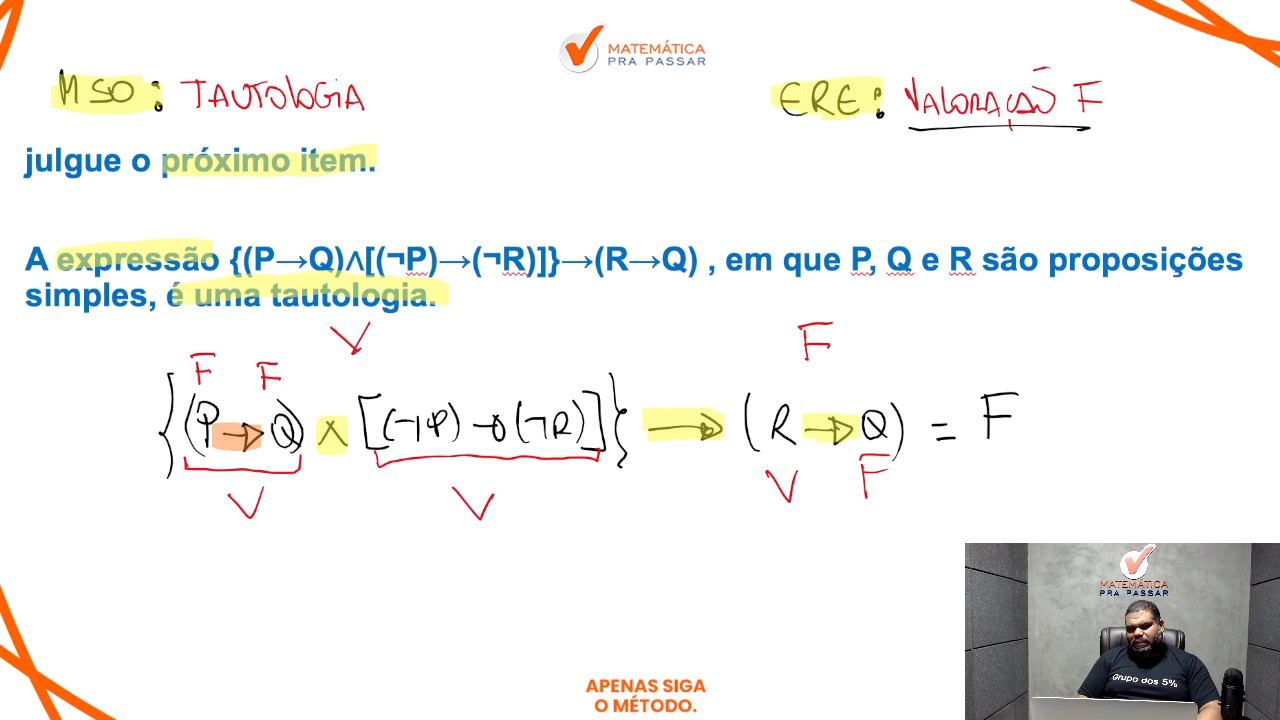 MATEMÁTICA
PRA PASSAR
MSO: TAUTOLOGIA
ERE: VALORAÇÃO F
julgue o próximo item.
A expressão {(P→Q)∧[(¬P)→(¬R)]}→(R→Q) , em que P, Q e R são proposições
simples, é uma tautologia.
V
F
F F
{(P→Q) ∧ [(¬P)→(¬R)]} → (R→Q) = F
V V V F
MATEMÁTICA
PRA PASSAR
Grupo dos 5%
APENAS SIGA
O MÉTODO.